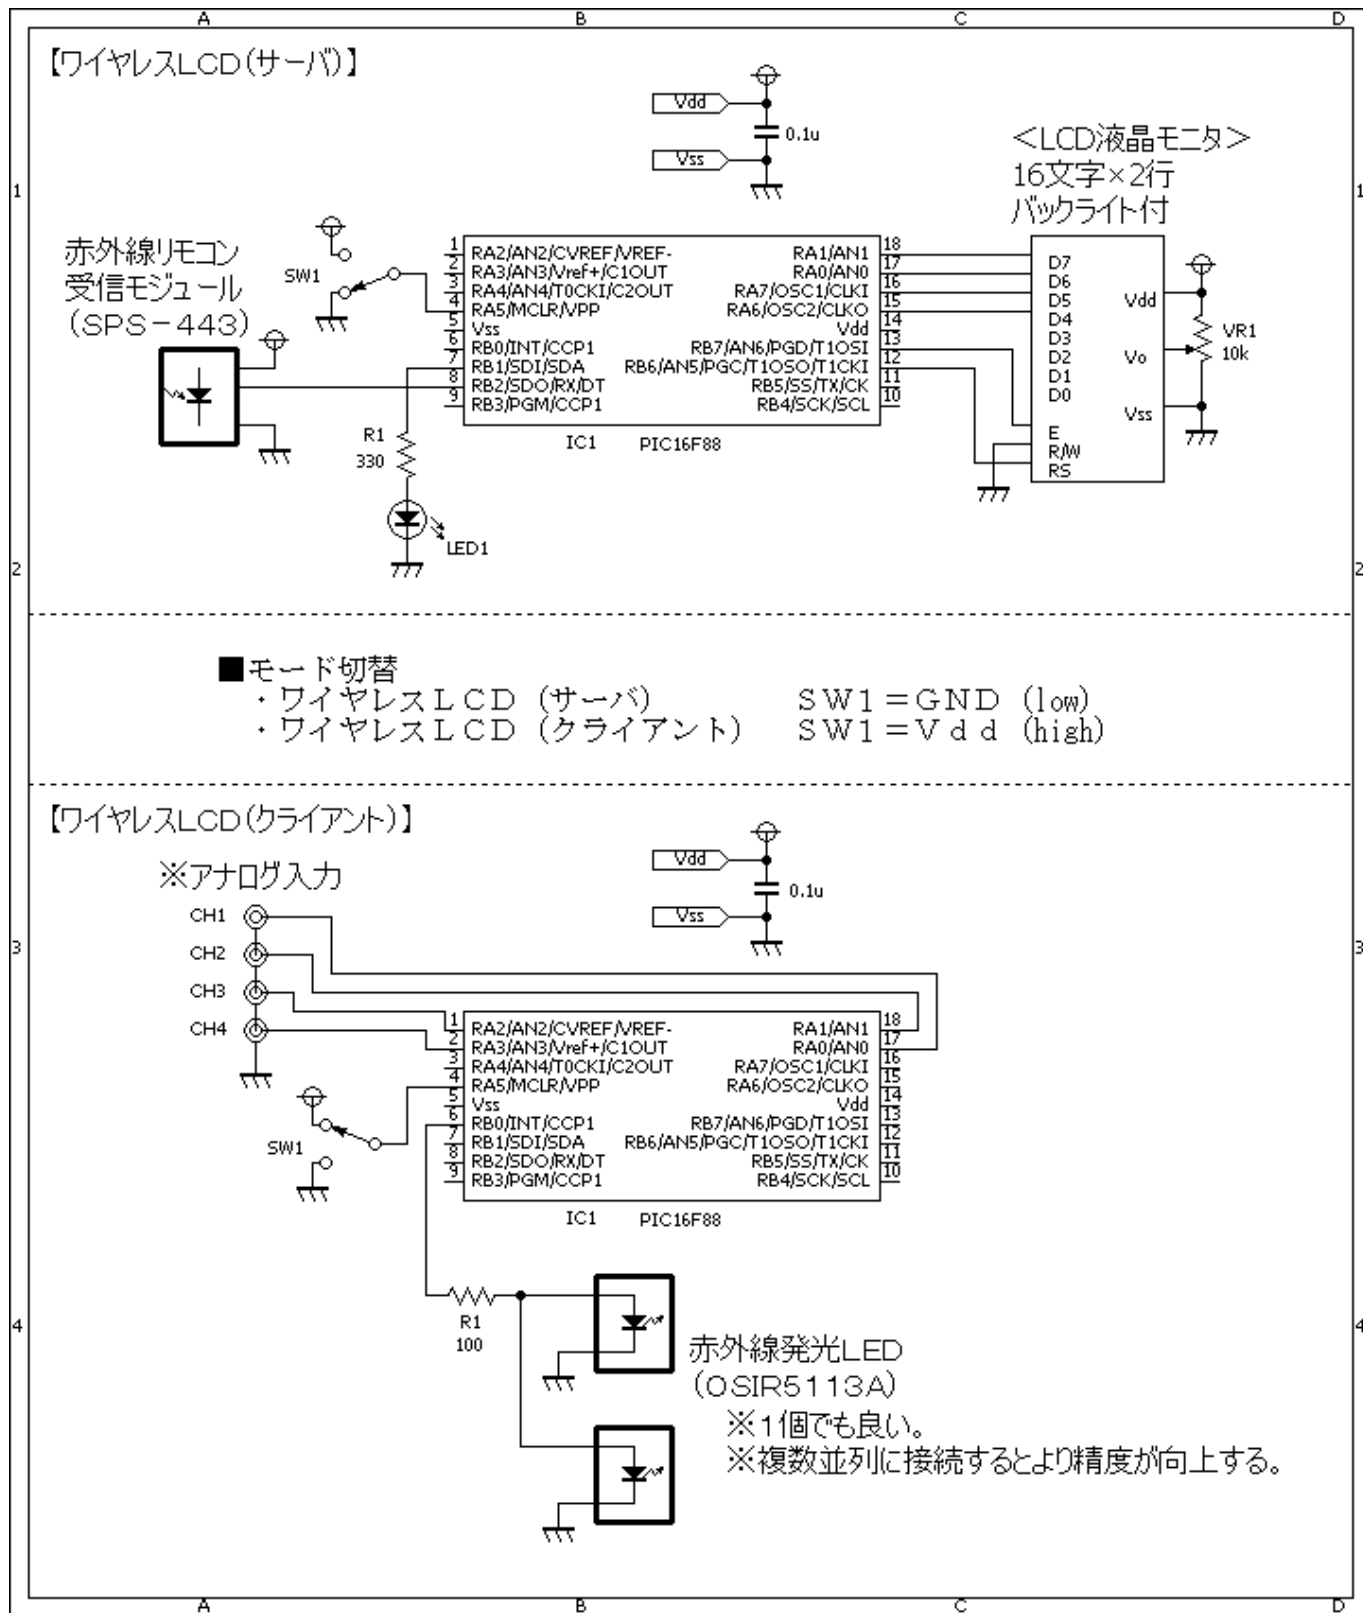 A B C D
【ワイヤレスLCD(サーバ)】
Vdd
0.1u
Vss
<LCD液晶モニタ>
16文字×2行
バックライト付
1 1
赤外線リモコン
受信モジュール
(SPS-443)
SW1
1 RA2/AN2/CVREF/VREF- RA1/AN1 18
2 RA3/AN3/Vref+/C1OUT RA0/AN0 17
3 RA4/AN4/T0CKI/C2OUT RA7/OSC1/CLKI 16
4 RA5/MCLR/VPP RA6/OSC2/CLKO 15
5 Vss Vdd 14
6 RB0/INT/CCP1 RB7/AN6/PGD/T1OSI 13
7 RB1/SDI/SDA RB6/AN5/PGC/T1OSO/T1CKI 12
8 RB2/SDO/RX/DT RB5/SS/TX/CK 11
9 RB3/PGM/CCP1 RB4/SCK/SCL 10
IC1 PIC16F88
D7
D6
D5
D4
D3
D2
D1
D0
E
R/W
RS
Vdd
Vo
Vss
VR1
10k
R1
330
LED1
2 2
■モード切替
・ワイヤレスLCD(サーバ) SW1=GND (low)
・ワイヤレスLCD(クライアント) SW1=Vdd (high)
【ワイヤレスLCD(クライアント)】
Vdd
0.1u
Vss
※アナログ入力
CH1
CH2
CH3
CH4
3 3
SW1
1 RA2/AN2/CVREF/VREF- RA1/AN1 18
2 RA3/AN3/Vref+/C1OUT RA0/AN0 17
3 RA4/AN4/T0CKI/C2OUT RA7/OSC1/CLKI 16
4 RA5/MCLR/VPP RA6/OSC2/CLKO 15
5 Vss Vdd 14
6 RB0/INT/CCP1 RB7/AN6/PGD/T1OSI 13
7 RB1/SDI/SDA RB6/AN5/PGC/T1OSO/T1CKI 12
8 RB2/SDO/RX/DT RB5/SS/TX/CK 11
9 RB3/PGM/CCP1 RB4/SCK/SCL 10
IC1 PIC16F88
R1
100
4 4
赤外線発光LED
(OSIR5113A)
※1個でも良い。
※複数並列に接続するとより精度が向上する。
A B C D